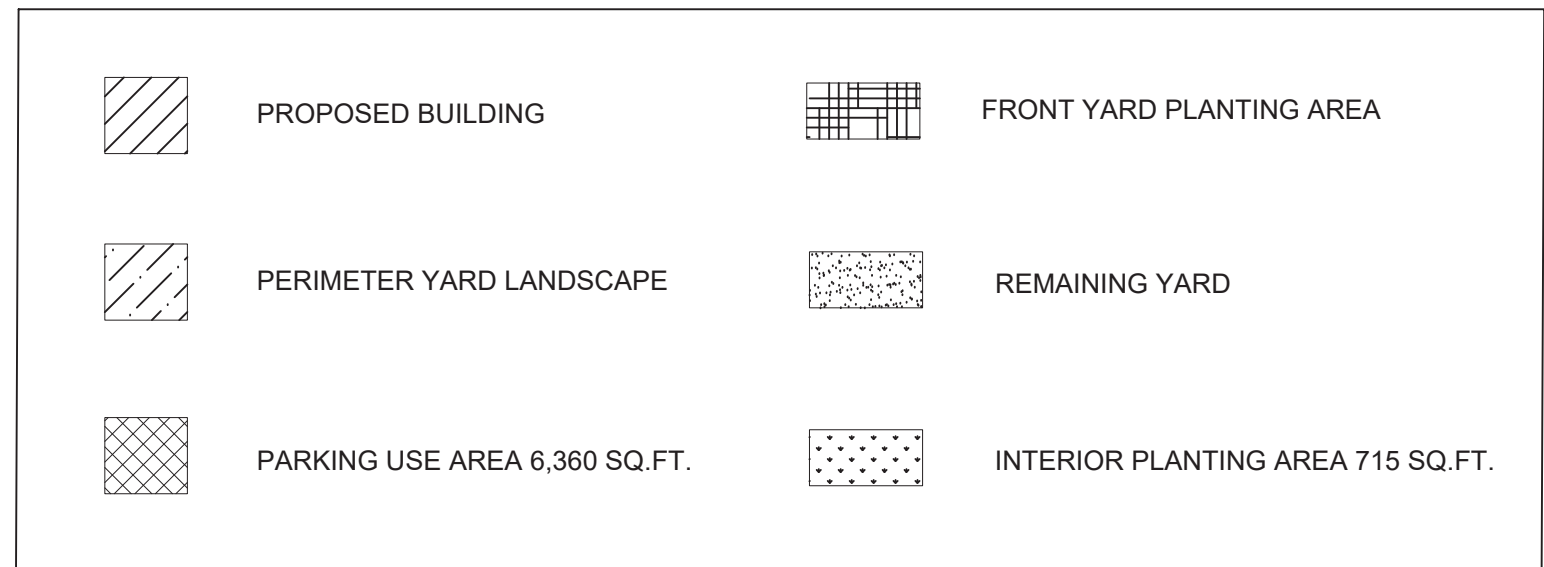 PROPOSED BUILDING
FRONT YARD PLANTING AREA
PERIMETER YARD LANDSCAPE
REMAINING YARD
PARKING USE AREA 6,360 SQ.FT.
INTERIOR PLANTING AREA 715 SQ.FT.